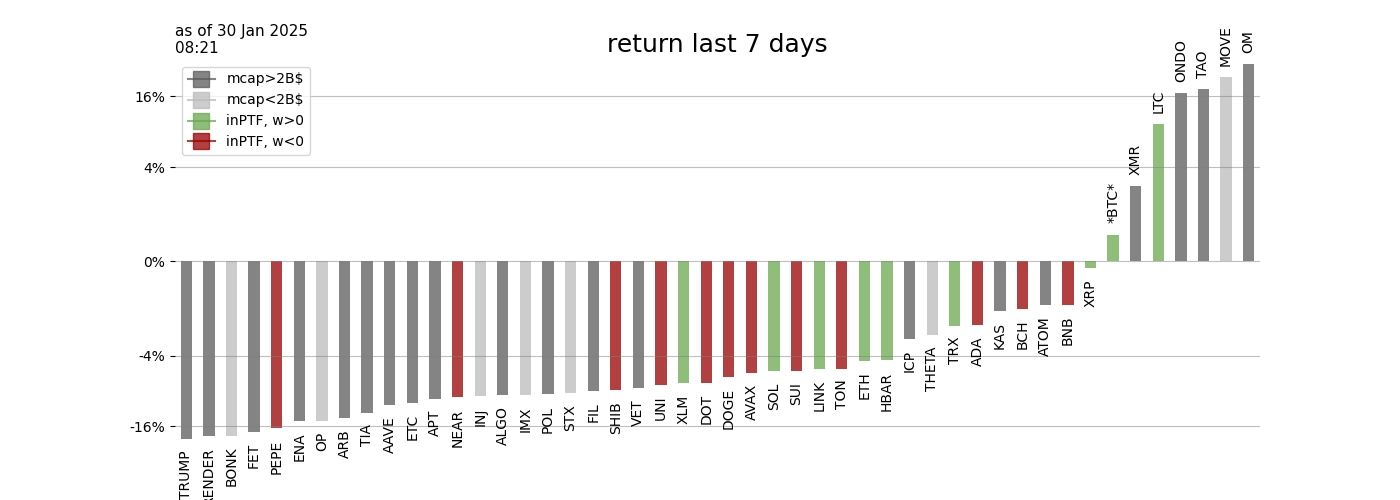 as of 30 Jan 2025
08:21
return last 7 days
mcap>2B$
mcap<2B$
inPTF, w>0
inPTF, w<0
16%
4%
0%
-4%
-16%
TRUMP
RENDER
BONK
FET
PEPE
ENA
OP
ARB
TIA
AAVE
ETC
APT
NEAR
INJ
ALGO
IMX
POL
STX
FIL
SHIB
VET
UNI
XLM
DOT
DOGE
AVAX
SOL
SUI
LINK
TON
ETH
HBAR
ICP
THETA
TRX
ADA
KAS
BCH
ATOM
BNB
XRP
*BTC*
XMR
LTC
ONDO
TAO
MOVE
OM